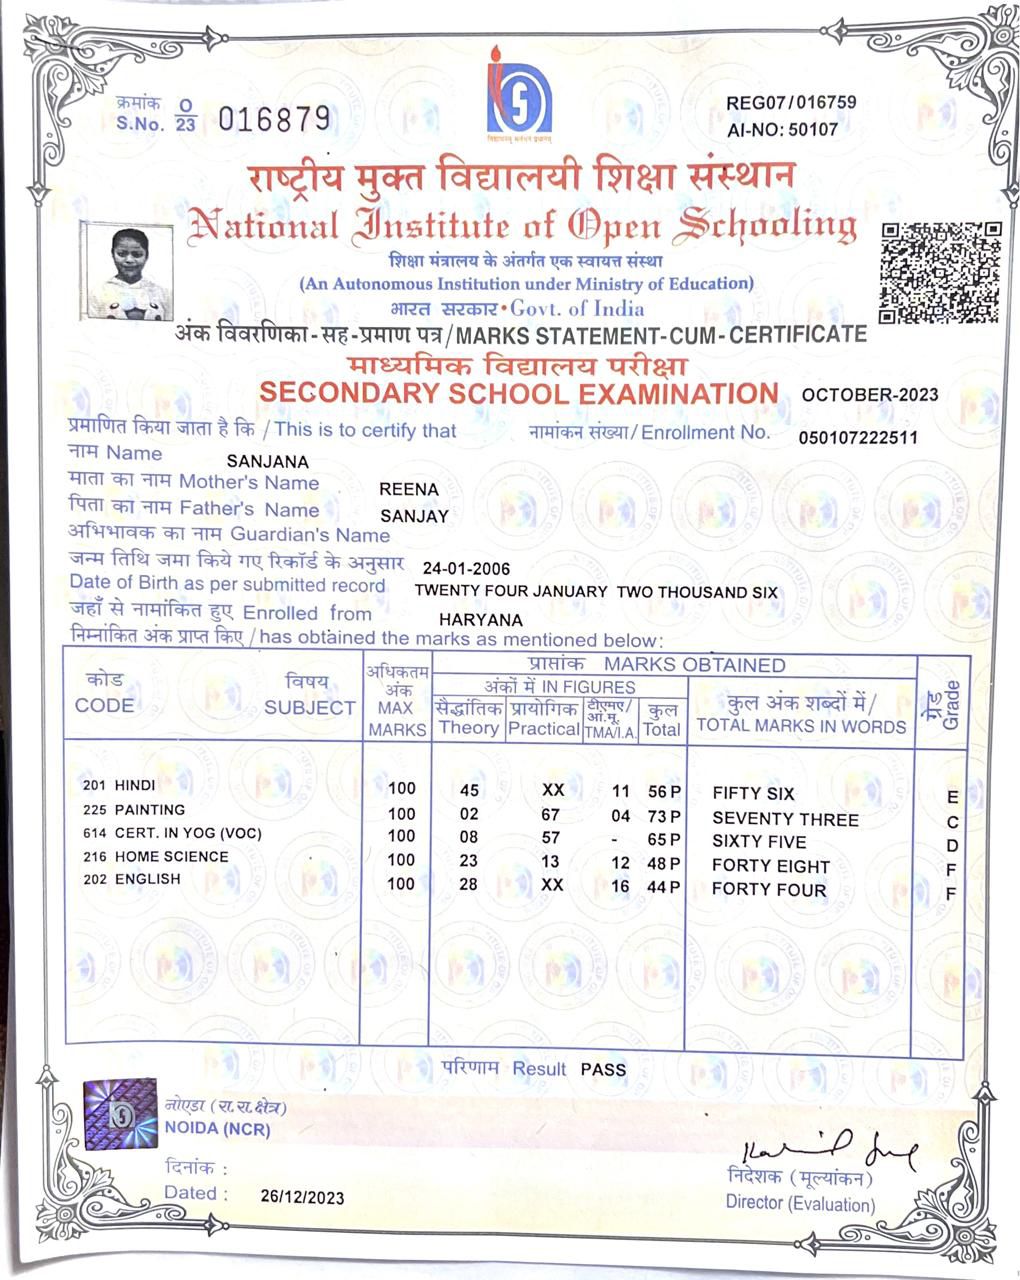 क्रमांक O
S.No. 23 016879
REG07/016759
AI-NO: 50107
राष्ट्रीय मुक्त विद्यालयी शिक्षा संस्थान
National Institute of Open Schooling
शिक्षा मंत्रालय के अंतर्गत एक स्वायत्त संस्था
(An Autonomous Institution under Ministry of Education)
भारत सरकार•Govt. of India
अंक विवरणिका-सह-प्रमाण पत्र/MARKS STATEMENT-CUM-CERTIFICATE
माध्यमिक विद्यालय परीक्षा
SECONDARY SCHOOL EXAMINATION OCTOBER-2023
प्रमाणित किया जाता है कि /This is to certify that नामांकन संख्या/Enrollment No. 050107222511
नाम Name SANJANA
माता का नाम Mother's Name REENA
पिता का नाम Father's Name SANJAY
अभिभावक का नाम Guardian's Name
जन्म तिथि जमा किये गए रिकॉर्ड के अनुसार 24-01-2006
Date of Birth as per submitted record TWENTY FOUR JANUARY TWO THOUSAND SIX
जहाँ से नामांकित हुए Enrolled from HARYANA
निम्नांकित अंक प्राप्त किए/has obtained the marks as mentioned below:
कोड CODE विषय SUBJECT अधिकतम अंक MAX MARKS प्राप्तांक MARKS OBTAINED ग्रेड Grade
अंकों में IN FIGURES कुल अंक शब्दों में/ TOTAL MARKS IN WORDS
सैद्धांतिक Theory प्रायोगिक Practical टीएमए/आं.मू. TMA/I.A. कुल Total
201 HINDI 100 45 XX 11 56 P FIFTY SIX E
225 PAINTING 100 02 67 04 73 P SEVENTY THREE C
614 CERT. IN YOG (VOC) 100 08 57 - 65 P SIXTY FIVE D
216 HOME SCIENCE 100 23 13 12 48 P FORTY EIGHT F
202 ENGLISH 100 28 XX 16 44 P FORTY FOUR F
परिणाम Result PASS
नोएडा (रा.रा.क्षेत्र)
NOIDA (NCR)
दिनांक :
Dated : 26/12/2023
निदेशक (मूल्यांकन)
Director (Evaluation)